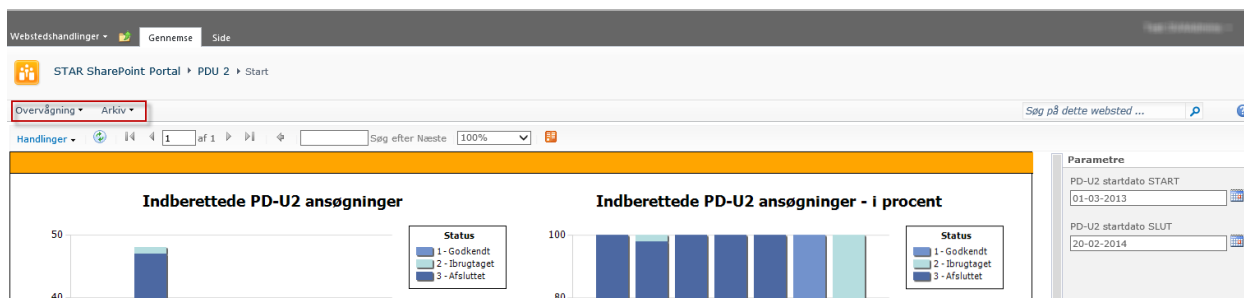 Webstedshandlinger Gennemse Side
STAR SharePoint Portal PDU 2 Start
Overvågning Arkiv Søg på dette websted ...
Handlinger 1 af 1 Søg efter Næste 100%
Indberettede PD-U2 ansøgninger
50
40
Status
1 - Godkendt
2 - Ibrugtaget
3 - Afsluttet
Indberettede PD-U2 ansøgninger - i procent
100
80
Status
1 - Godkendt
2 - Ibrugtaget
3 - Afsluttet
Parametre
PD-U2 startdato START
01-03-2013
PD-U2 startdato SLUT
20-02-2014